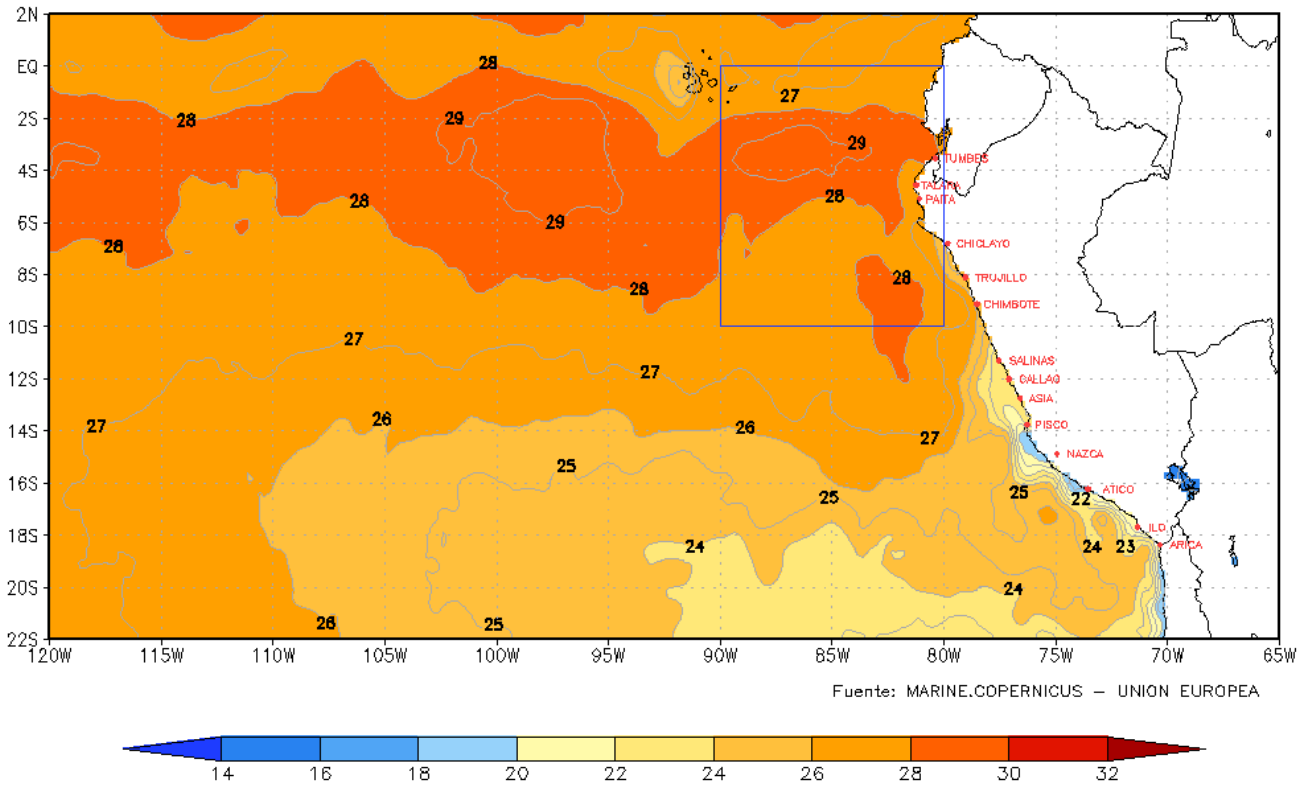 2N
EQ
28
27
2S
28
29
29
TUMBES
4S
TALARA
PAITA
28
28
6S
29
28
CHICLAYO
8S
28
TRUJILLO
28
CHIMBOTE
10S
27
SALINAS
27
12S
CALLAO
ASIA
27
26
26
27
14S
PISCO
NAZCA
25
16S
25
25
22
ATICO
ILO
18S
24
24
23
ARICA
20S
24
26
25
22S
120W 115W 110W 105W 100W 95W 90W 85W 80W 75W 70W 65W
Fuente: MARINE.COPERNICUS – UNION EUROPEA
14 16 18 20 22 24 26 28 30 32